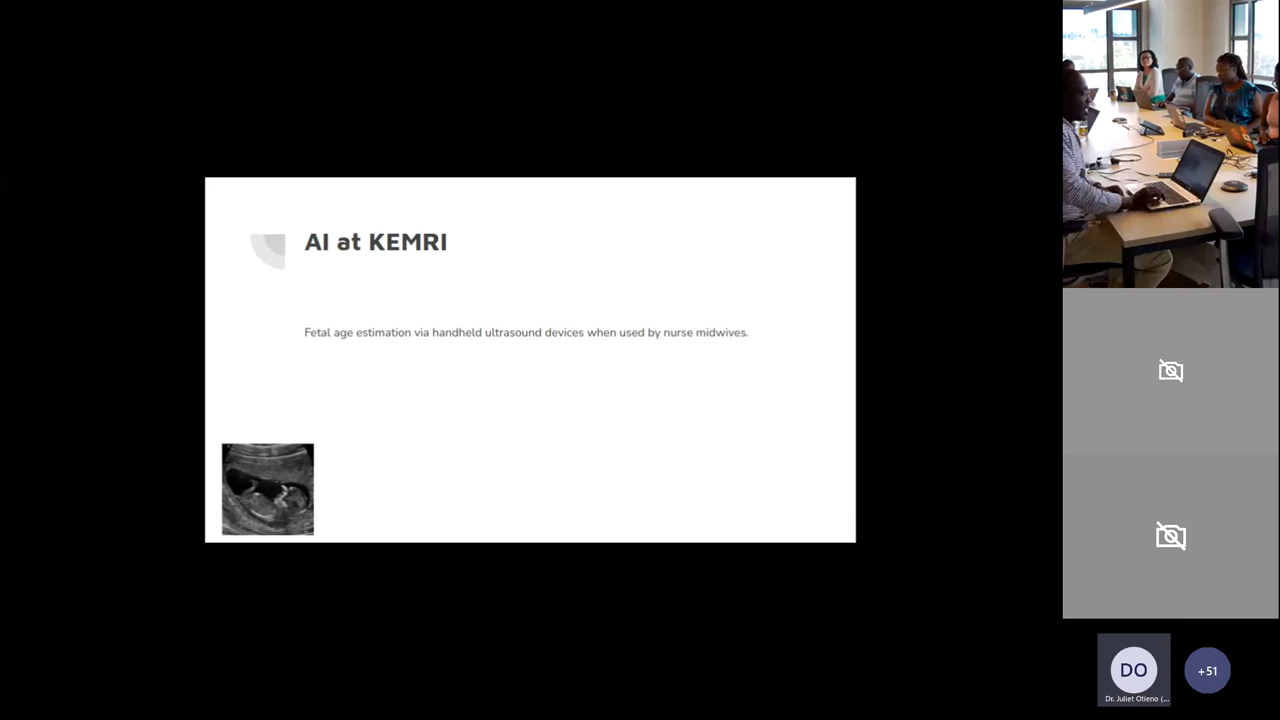 AI at KEMRI
Fetal age estimation via handheld ultrasound devices when used by nurse midwives.
DO
Dr. Juliet Otieno (...
+51